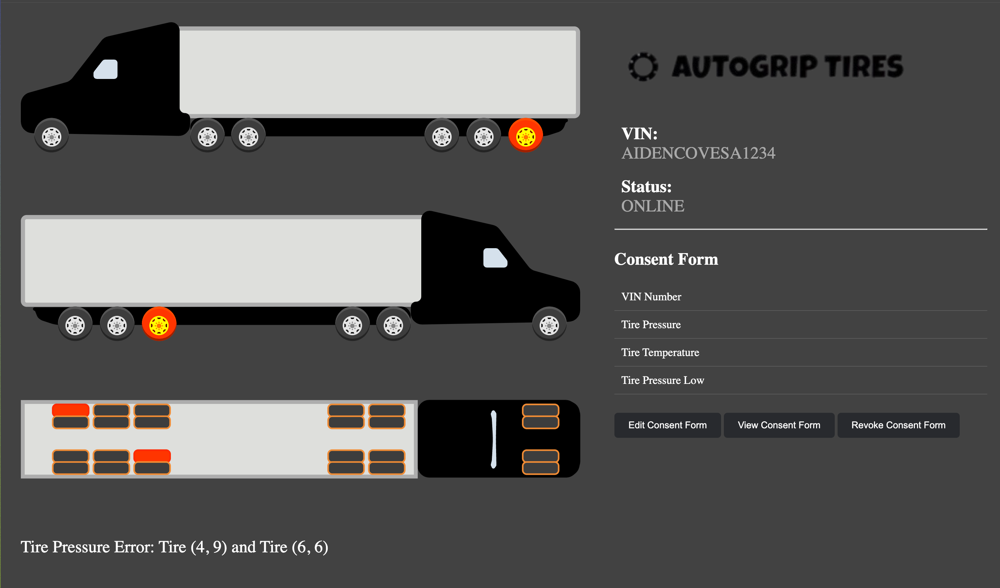 AUTOGRIP TIRES
VIN:
AIDENCOVESA1234
Status:
ONLINE
Consent Form
VIN Number
Tire Pressure
Tire Temperature
Tire Pressure Low
Edit Consent Form View Consent Form Revoke Consent Form
Tire Pressure Error: Tire (4, 9) and Tire (6, 6)